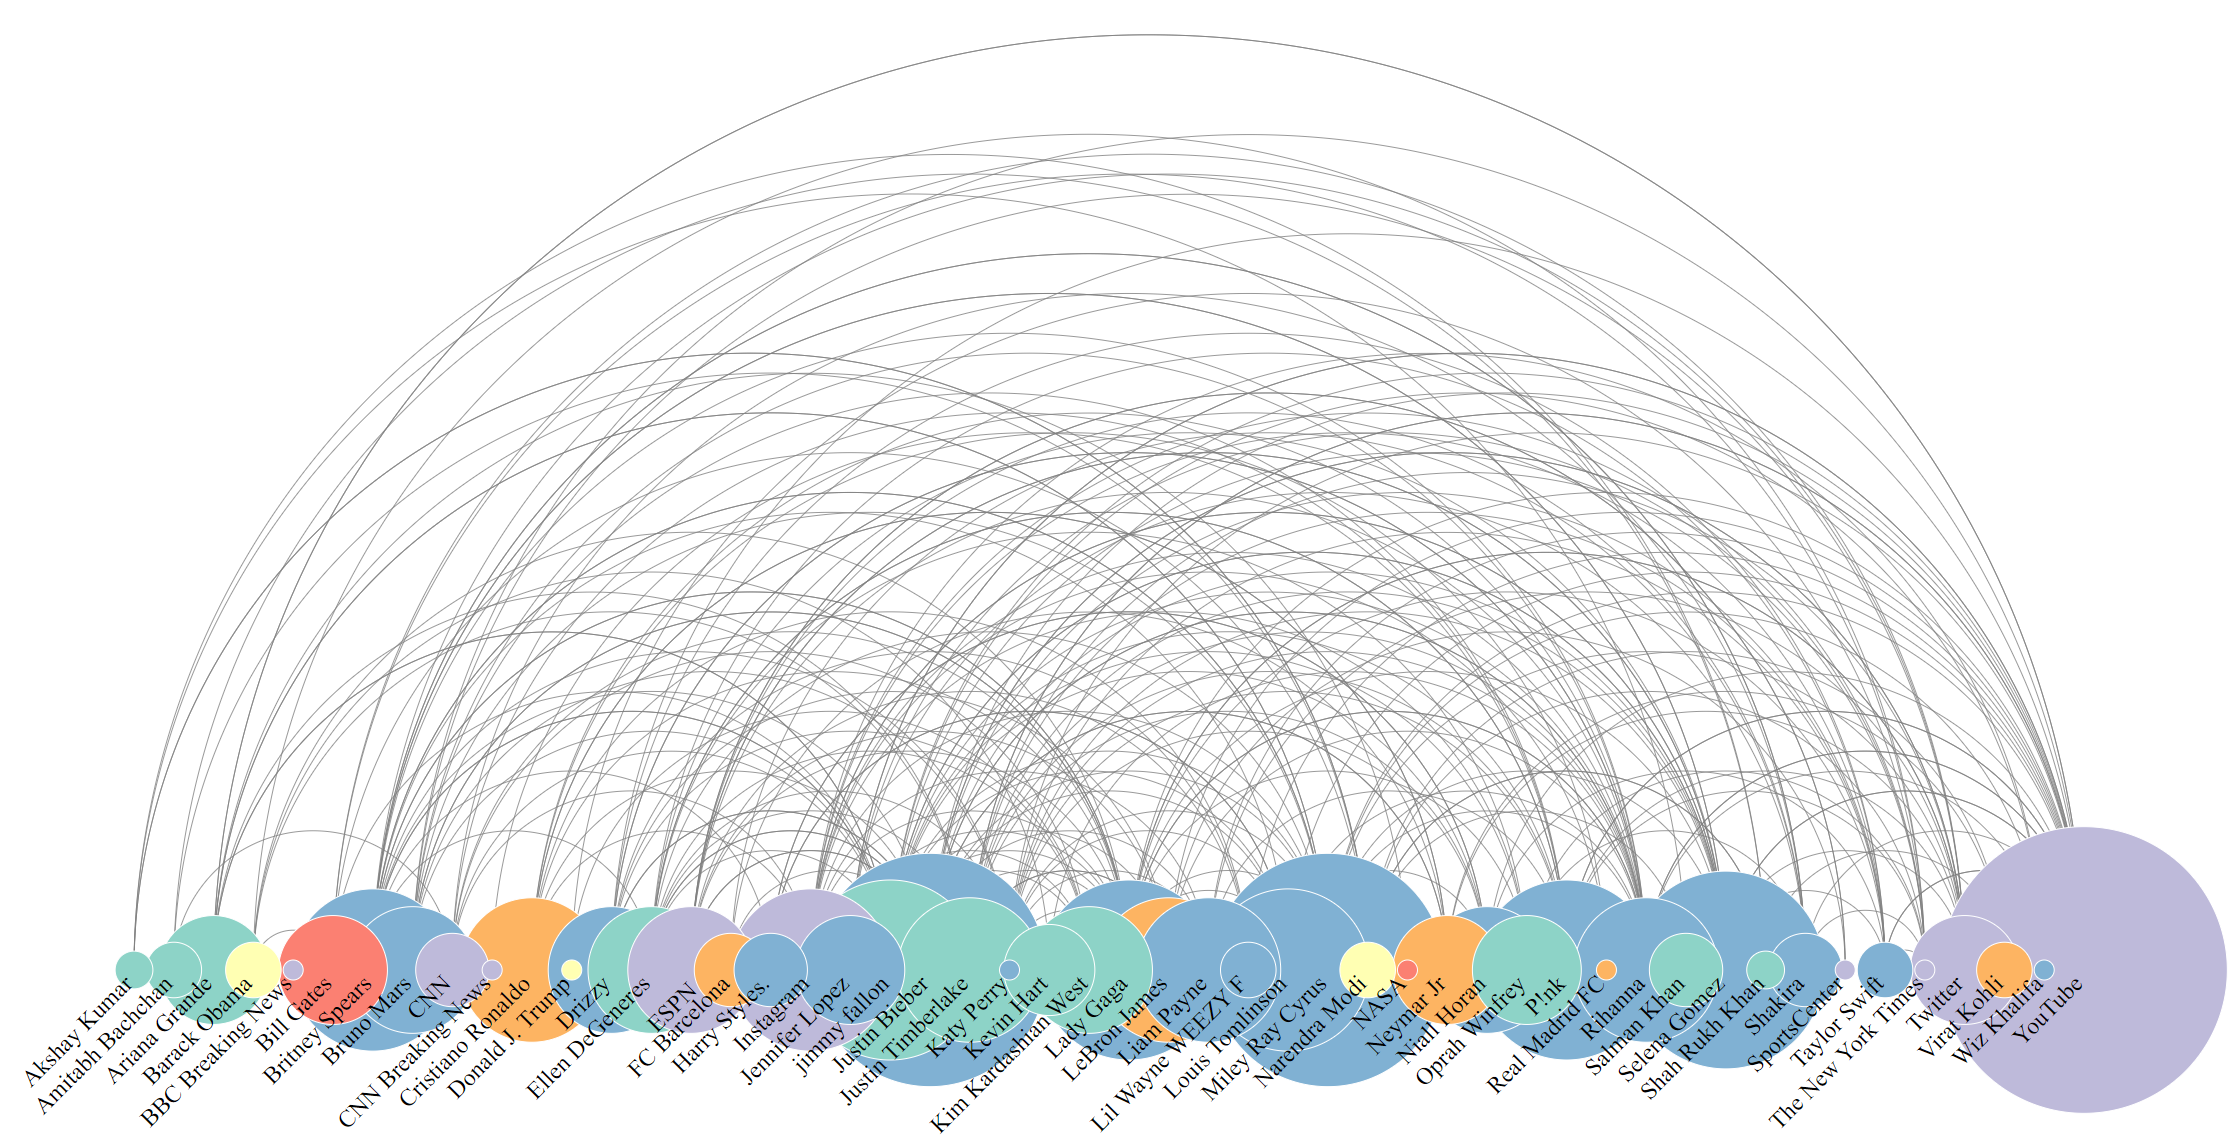 Akshay Kumar
Amitabh Bachchan
Ariana Grande
Barack Obama
BBC Breaking News
Bill Gates
Britney Spears
Bruno Mars
CNN
CNN Breaking News
Cristiano Ronaldo
Donald J. Trump
Drizzy
Ellen DeGeneres
ESPN
FC Barcelona
Harry Styles.
Instagram
Jennifer Lopez
jimmy fallon
Justin Bieber
Justin Timberlake
Katy Perry
Kevin Hart
Kim Kardashian West
Lady Gaga
LeBron James
Liam Payne
Lil Wayne WEEZY F
Louis Tomlinson
Miley Ray Cyrus
Narendra Modi
NASA
Neymar Jr
Niall Horan
Oprah Winfrey
P!nk
Real Madrid FC
Rihanna
Salman Khan
Selena Gomez
Shah Rukh Khan
Shakira
SportsCenter
Taylor Swift
The New York Times
Twitter
Virat Kohli
Wiz Khalifa
YouTube